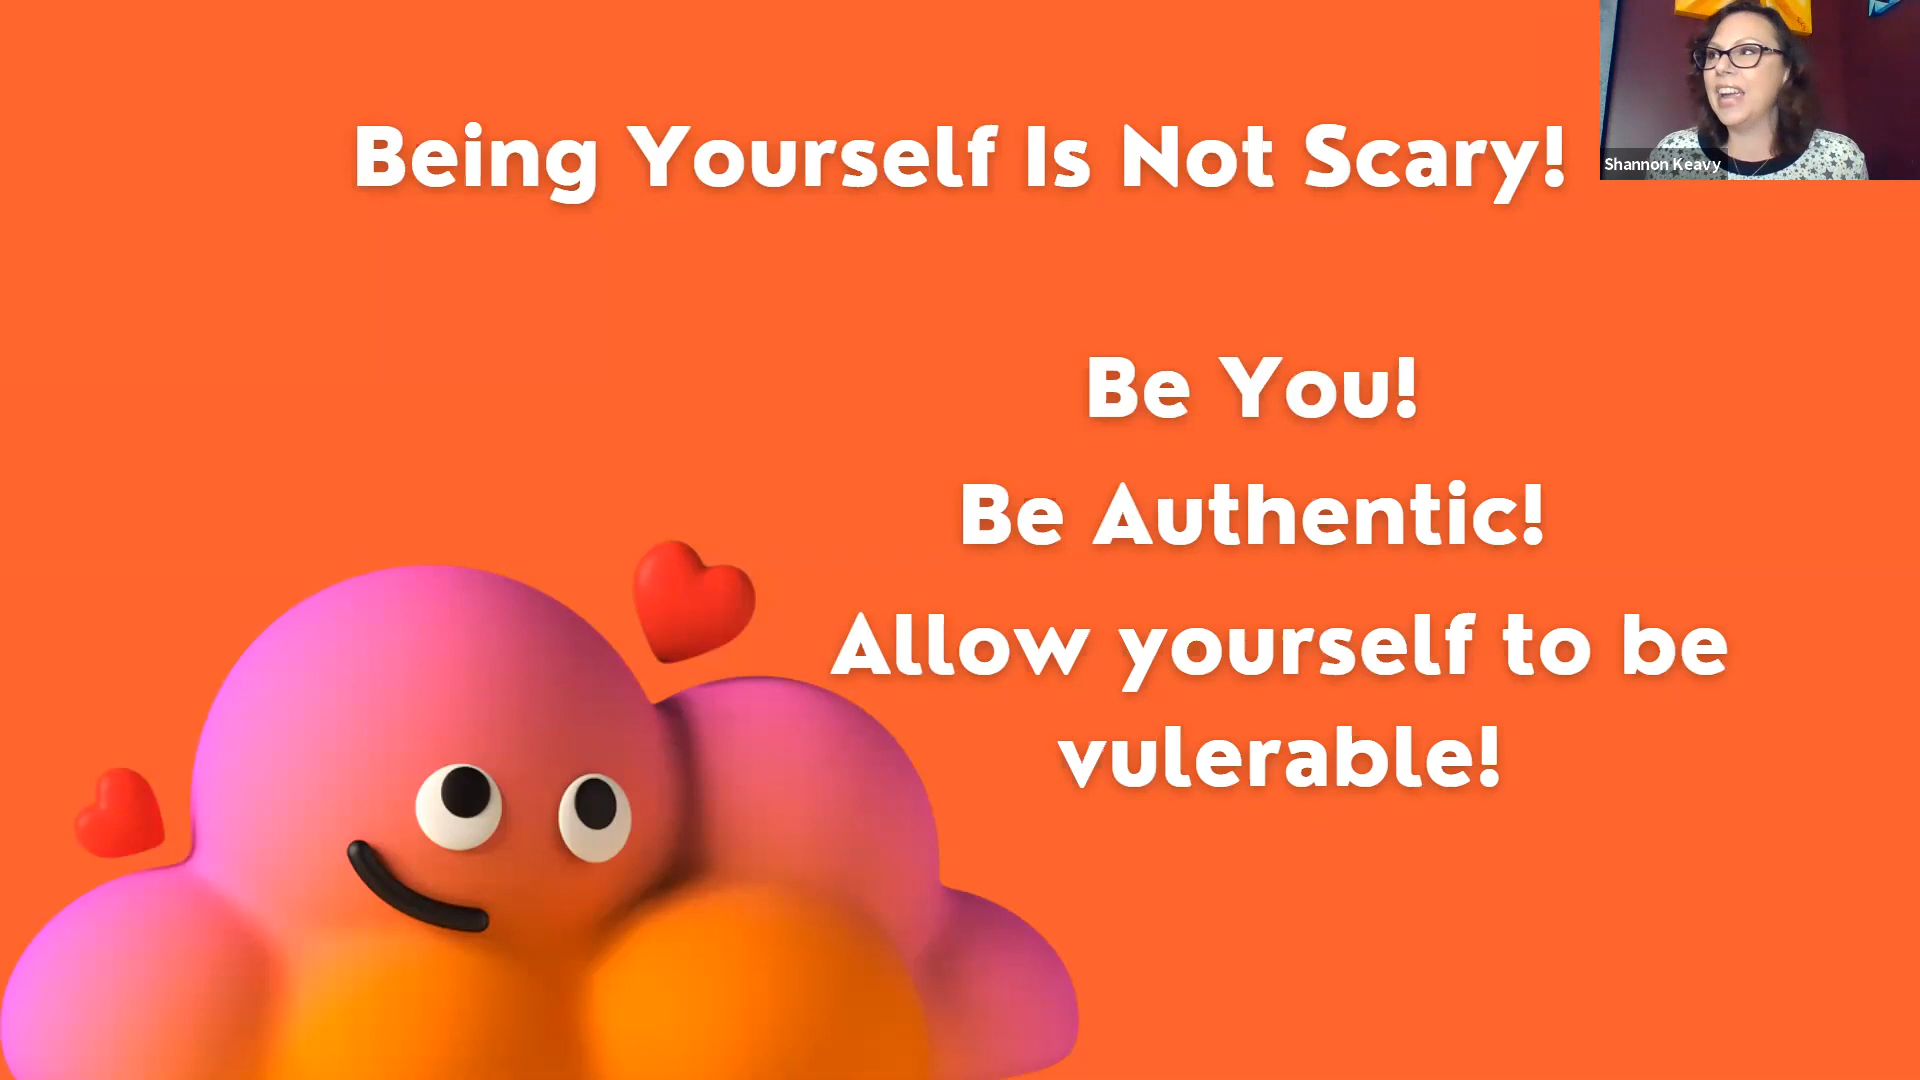 Being Yourself Is Not Scary!
Shannon Keavy
Be You!
Be Authentic!
Allow yourself to be
vulerable!